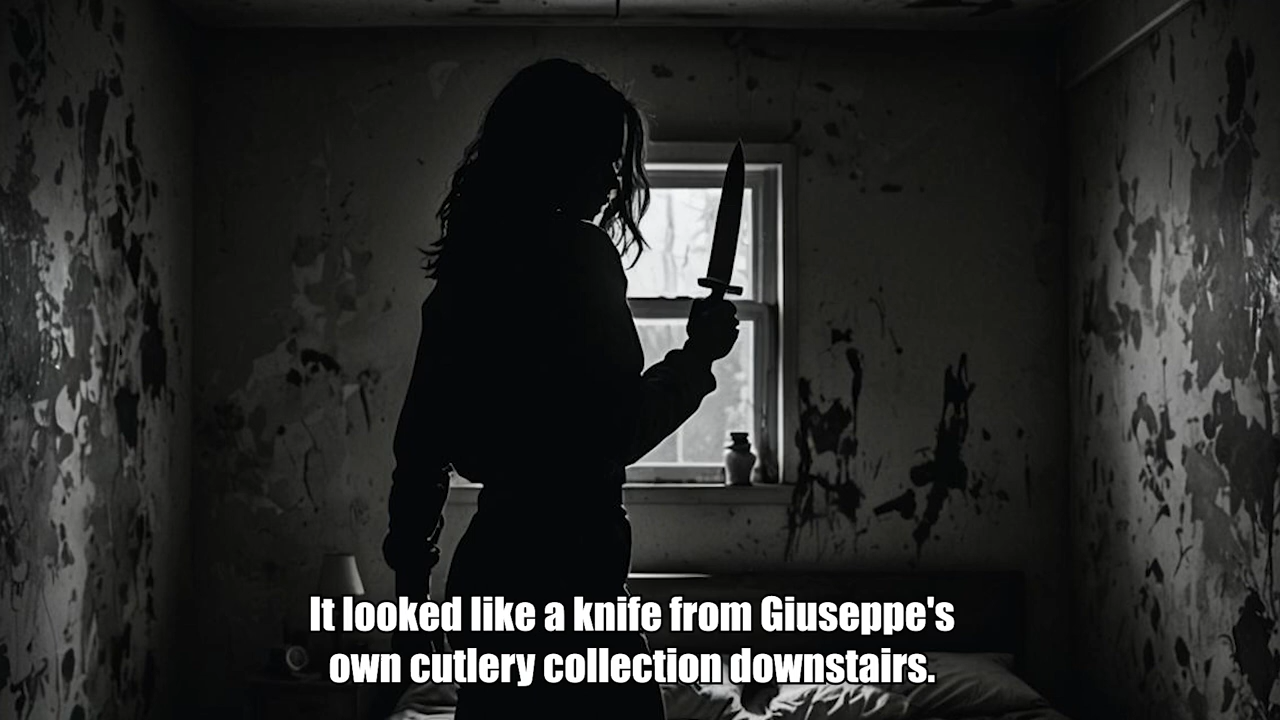 It looked like a knife from Giuseppe's
own cutlery collection downstairs.